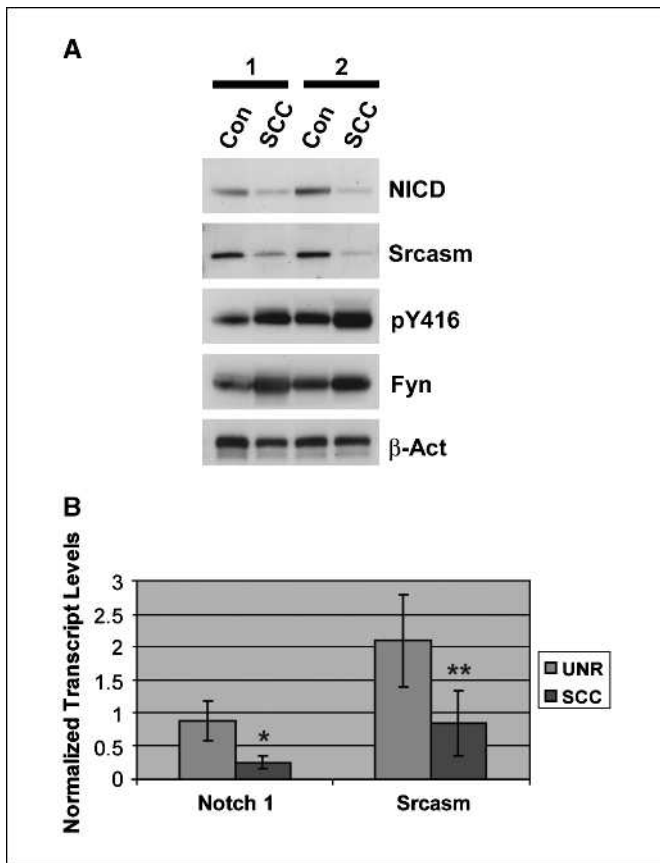 A
1 2
Con SCC Con SCC
NICD
Srcasm
pY416
Fyn
β-Act
B
Normalized Transcript Levels
3
2.5
2
1.5
1
0.5
0
*
**
Notch 1 Srcasm
UNR
SCC